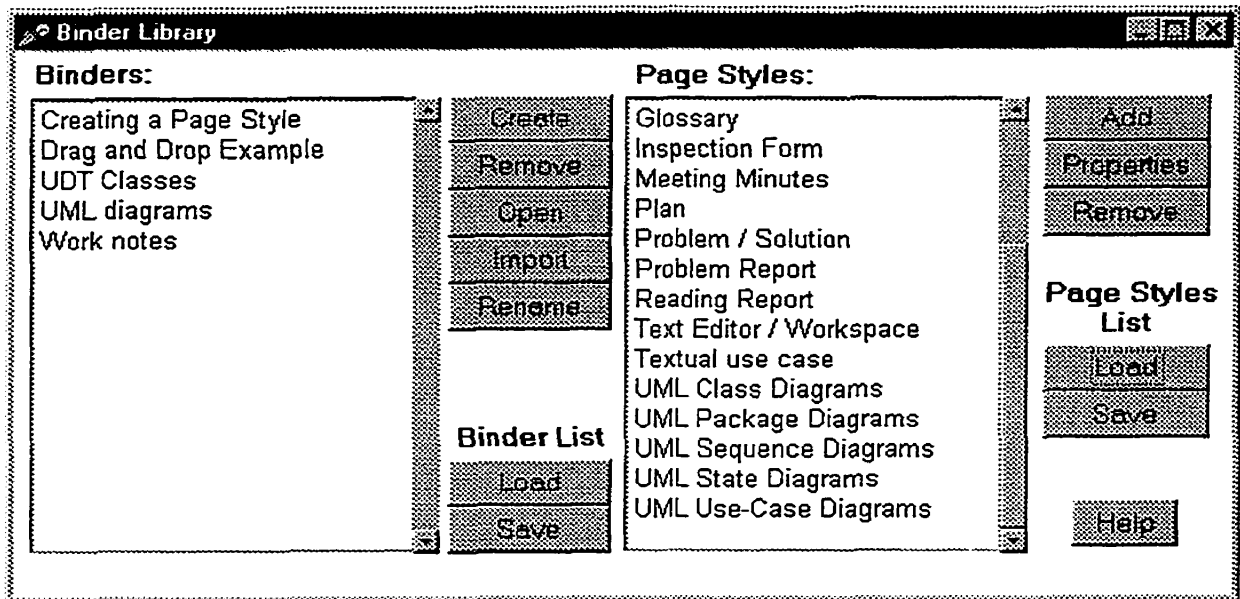 Binder Library
Binders:
Creating a Page Style
Drag and Drop Example
UDT Classes
UML diagrams
Work notes
Create
Remove
Open
Import
Rename
Binder List
Load
Save
Page Styles:
Glossary
Inspection Form
Meeting Minutes
Plan
Problem / Solution
Problem Report
Reading Report
Text Editor / Workspace
Textual use case
UML Class Diagrams
UML Package Diagrams
UML Sequence Diagrams
UML State Diagrams
UML Use-Case Diagrams
Add
Properties
Remove
Page Styles
List
Load
Save
Help